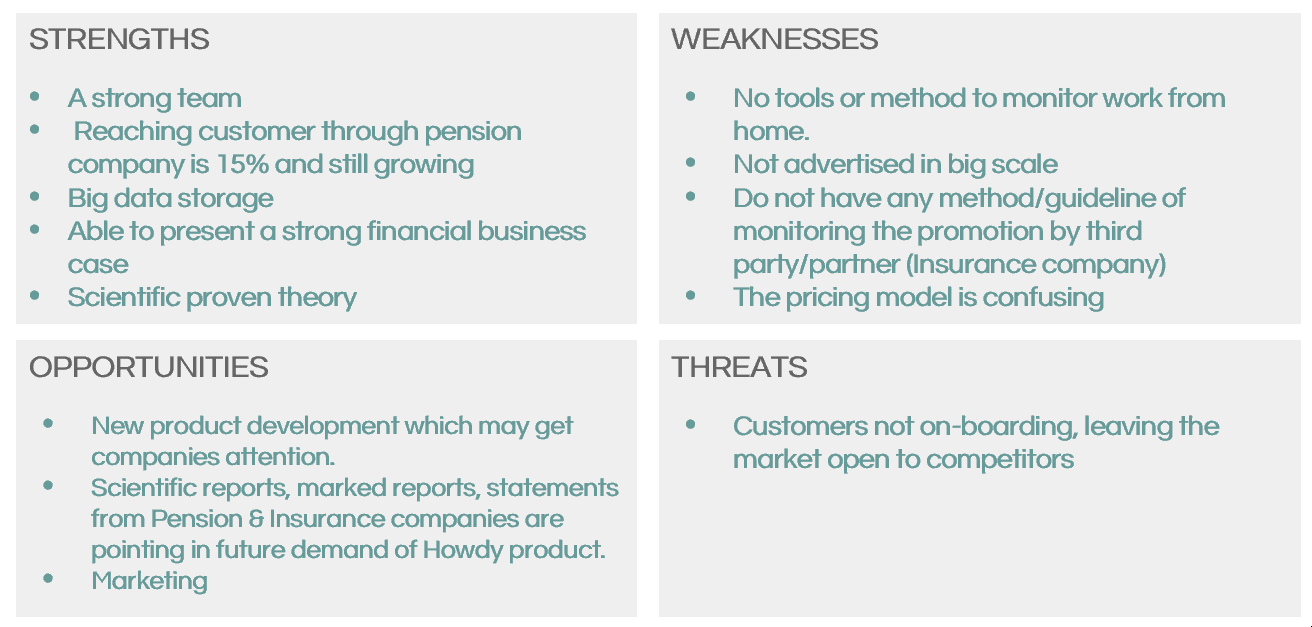 STRENGTHS
• A strong team
• Reaching customer through pension
company is 15% and still growing
• Big data storage
• Able to present a strong financial business
case
• Scientific proven theory
WEAKNESSES
• No tools or method to monitor work from
home.
• Not advertised in big scale
• Do not have any method/guideline of
monitoring the promotion by third
party/partner (Insurance company)
• The pricing model is confusing
OPPORTUNITIES
• New product development which may get
companies attention.
• Scientific reports, marked reports, statements
from Pension & Insurance companies are
pointing in future demand of Howdy product.
• Marketing
THREATS
• Customers not on-boarding, leaving the
market open to competitors